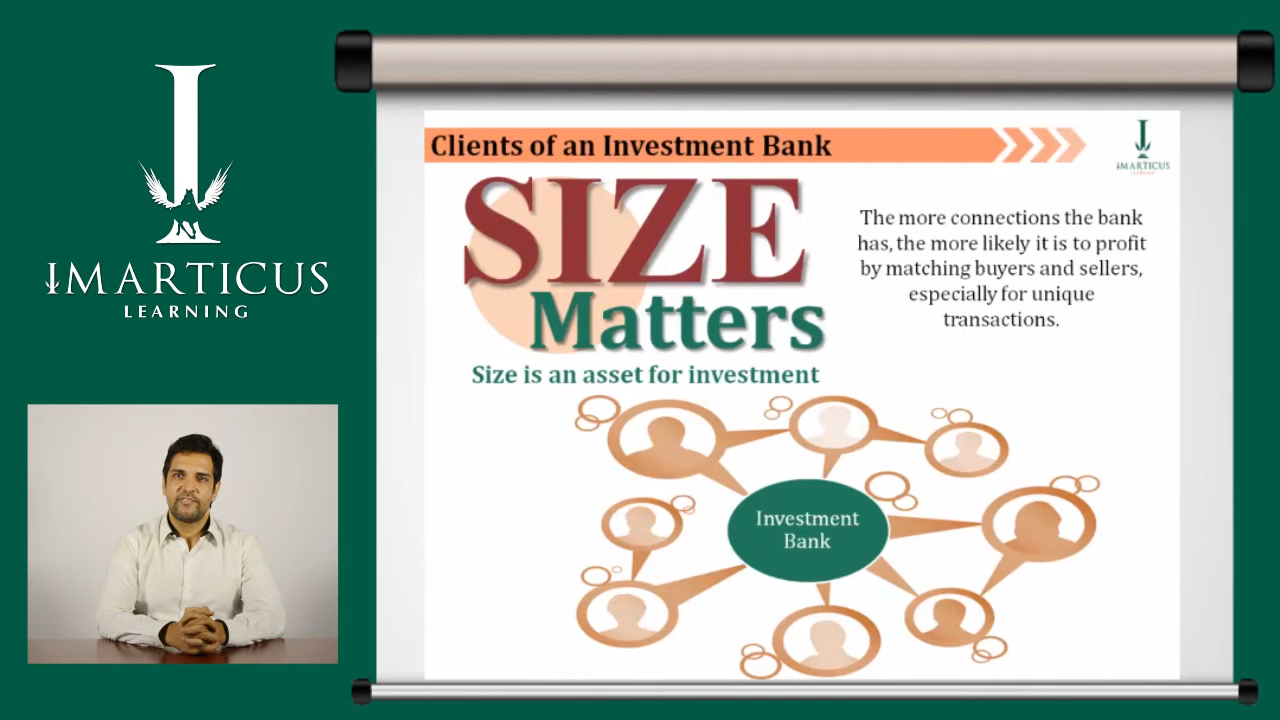 IMARTICUS
LEARNING
Clients of an Investment Bank
IMARTICUS
SIZE
Matters
Size is an asset for investment
The more connections the bank
has, the more likely it is to profit
by matching buyers and sellers,
especially for unique
transactions.
Investment
Bank